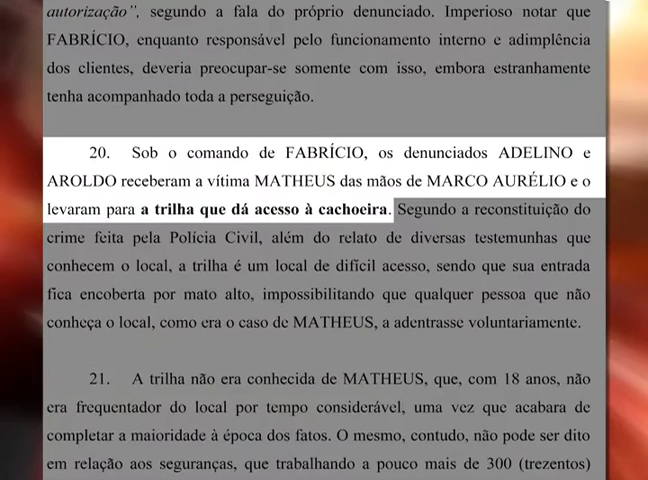 autorização”, segundo a fala do próprio denunciado. Imperioso notar que
FABRÍCIO, enquanto responsável pelo funcionamento interno e adimplência
dos clientes, deveria preocupar-se somente com isso, embora estranhamente
tenha acompanhado toda a perseguição.
20. Sob o comando de FABRÍCIO, os denunciados ADELINO e
AROLDO receberam a vítima MATHEUS das mãos de MARCO AURÉLIO e o
levaram para a trilha que dá acesso à cachoeira. Segundo a reconstituição do
crime feita pela Polícia Civil, além do relato de diversas testemunhas que
conhecem o local, a trilha é um local de difícil acesso, sendo que sua entrada
fica encoberta por mato alto, impossibilitando que qualquer pessoa que não
conheça o local, como era o caso de MATHEUS, a adentrasse voluntariamente.
21. A trilha não era conhecida de MATHEUS, que, com 18 anos, não
era frequentador do local por tempo considerável, uma vez que acabara de
completar a maioridade à época dos fatos. O mesmo, contudo, não pode ser dito
em relação aos seguranças, que trabalhando a pouco mais de 300 (trezentos)